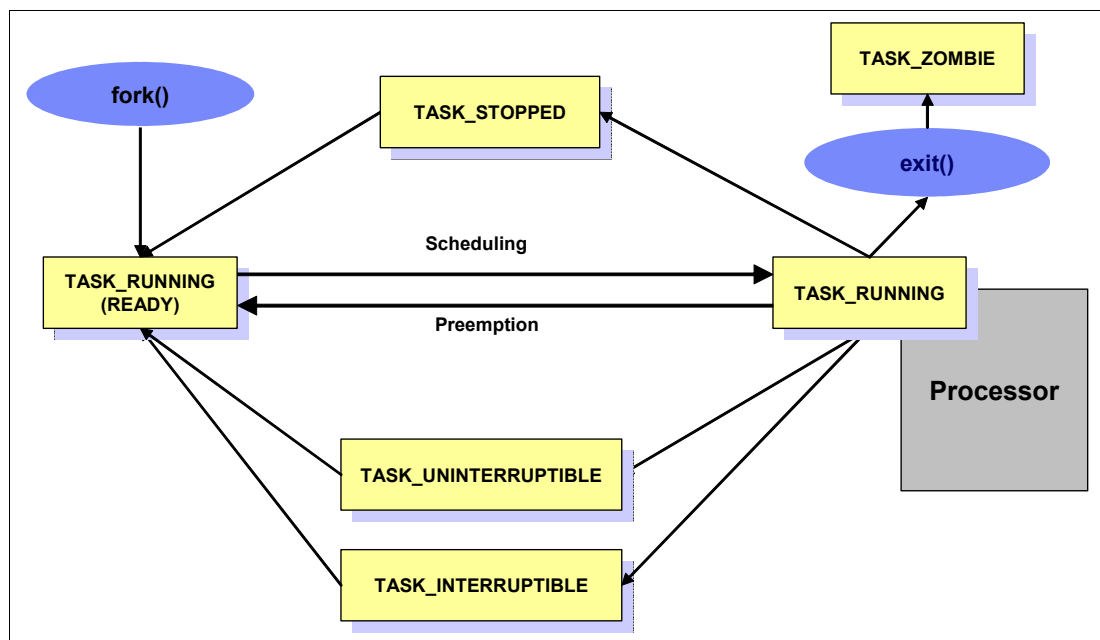 TASK_ZOMBIE
fork()
TASK_STOPPED
exit()
Scheduling
TASK_RUNNING
(READY)
TASK_RUNNING
Preemption
Processor
TASK_UNINTERRUPTIBLE
TASK_INTERRUPTIBLE